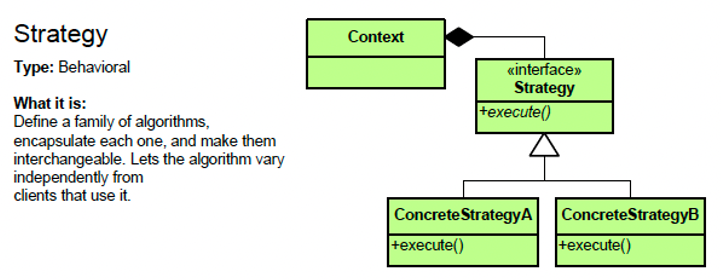 Strategy
Type: Behavioral
What it is:
Define a family of algorithms,
encapsulate each one, and make them
interchangeable. Lets the algorithm vary
independently from
clients that use it.
Context
«interface»
Strategy
+execute()
ConcreteStrategyA
+execute()
ConcreteStrategyB
+execute()